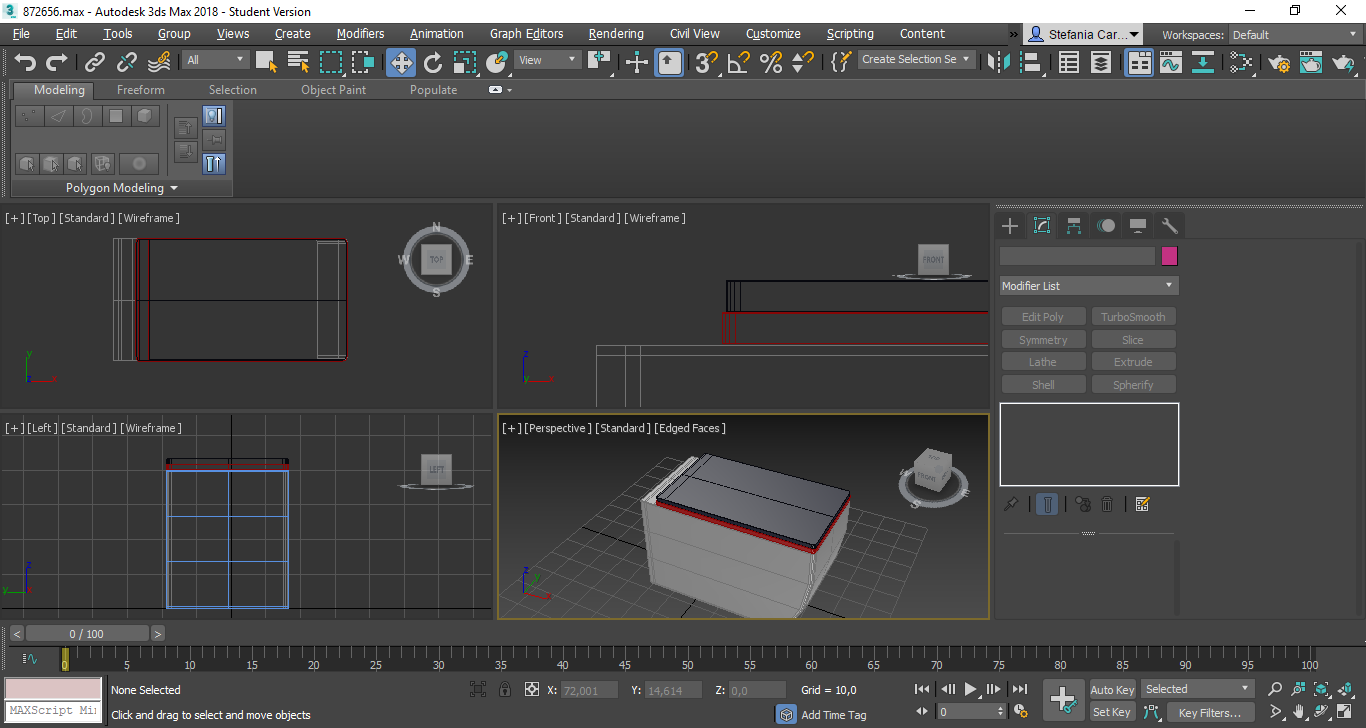 3
872656.max - Autodesk 3ds Max 2018 - Student Version
File Edit Tools Group Views Create Modifiers Animation Graph Editors Rendering Civil View Customize Scripting Content » Stefania Car... Workspaces: Default
All View 3 % Create Selection Se
Modeling Freeform Selection Object Paint Populate
Polygon Modeling
[+] [Top] [Standard] [Wireframe]
N
W TOP E
S
y
z x
[+] [Front] [Standard] [Wireframe]
FRONT
z
y x
Modifier List
Edit Poly TurboSmooth
Symmetry Slice
Lathe Extrude
Shell Spherify
[+] [Left] [Standard] [Wireframe]
LEFT
z
y x
[+] [Perspective] [Standard] [Edged Faces]
TOP
W FRONT E
S
z
y
x
< 0 / 100 >
0 5 10 15 20 25 30 35 40 45 50 55 60 65 70 75 80 85 90 95 100
None Selected X: 72,001 Y: 14,614 Z: 0,0 Grid = 10,0 Auto Key Selected
MAXScript Mi Click and drag to select and move objects Add Time Tag 0 Set Key Key Filters...